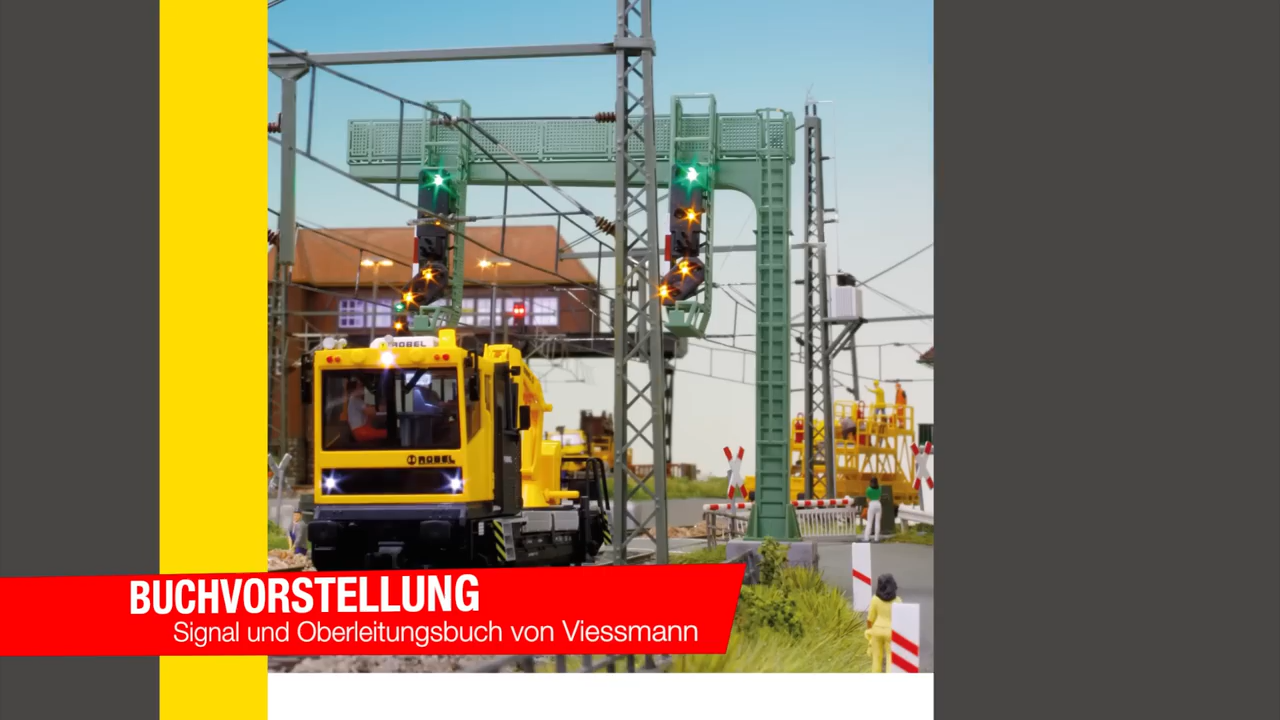 ROBEL
ROBEL
BUCHVORSTELLUNG
Signal und Oberleitungsbuch von Viessmann